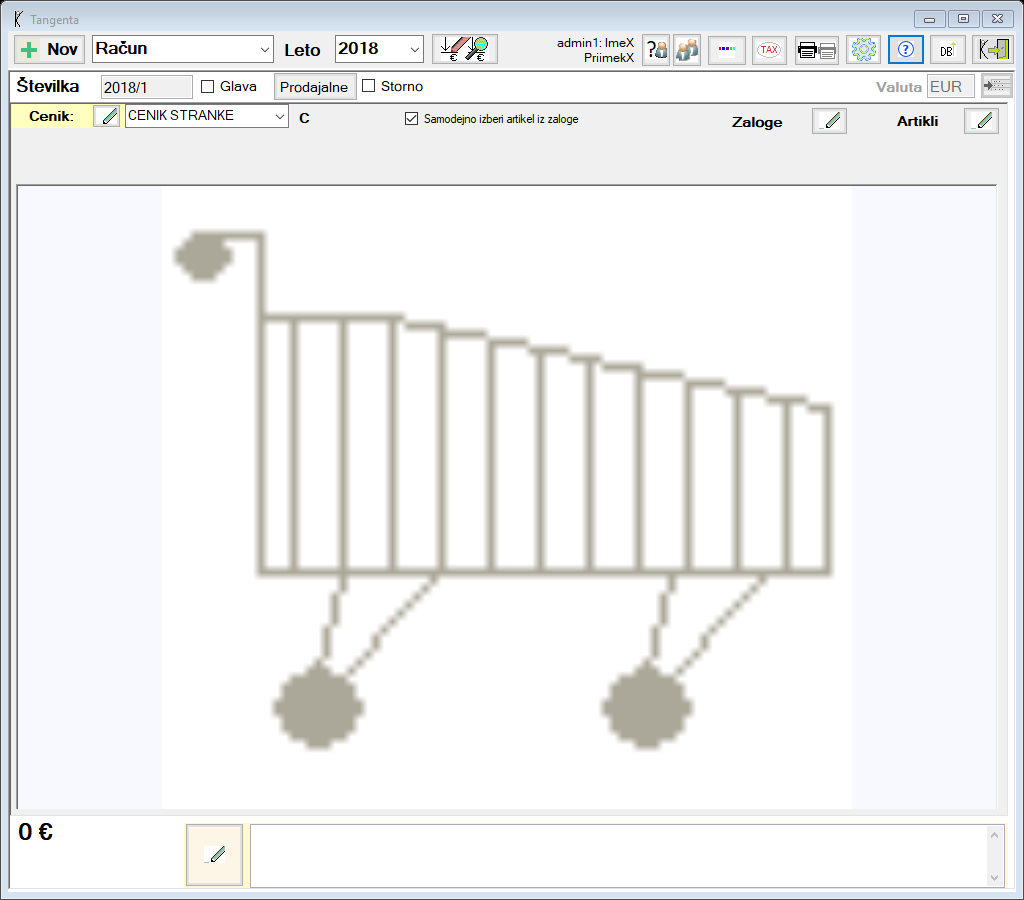 Tangenta
Nov Račun Leto 2018 € € admin1: ImeX PriimekX ? TAX ? DB K
Številka 2018/1 Glava Prodajalne Storno Valuta EUR
Cenik: CENIK STRANKE C Samodejno izberi artikel iz zaloge Zaloge Artikli
0 €